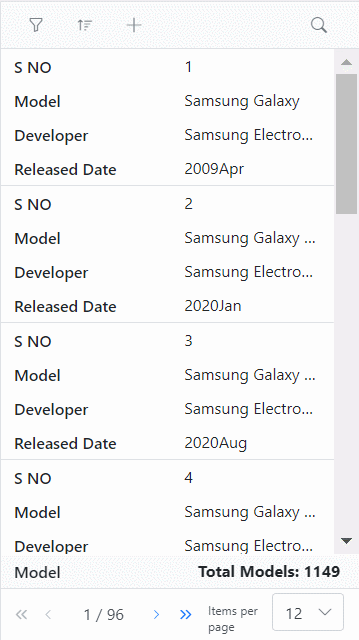 S NO 1
Model Samsung Galaxy
Developer Samsung Electro...
Released Date 2009Apr
S NO 2
Model Samsung Galaxy ...
Developer Samsung Electro...
Released Date 2020Jan
S NO 3
Model Samsung Galaxy ...
Developer Samsung Electro...
Released Date 2020Aug
S NO 4
Model Samsung Galaxy ...
Developer Samsung Electro...
Model Total Models: 1149
1 / 96 Items per page 12